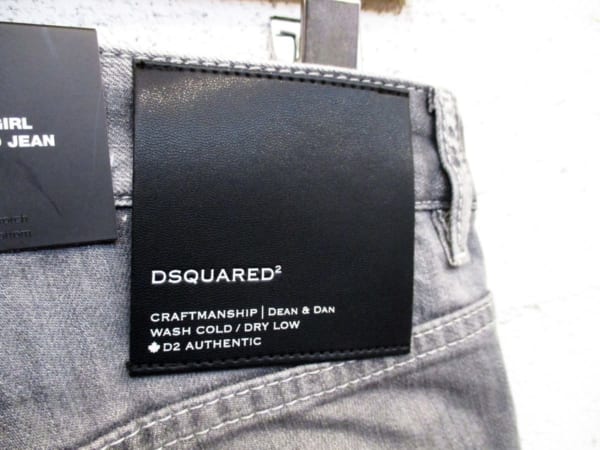 GIRL
JEAN
DSQUARED²
CRAFTMANSHIP | DEAN & DAN
WASH COLD / DRY LOW
D2 AUTHENTIC